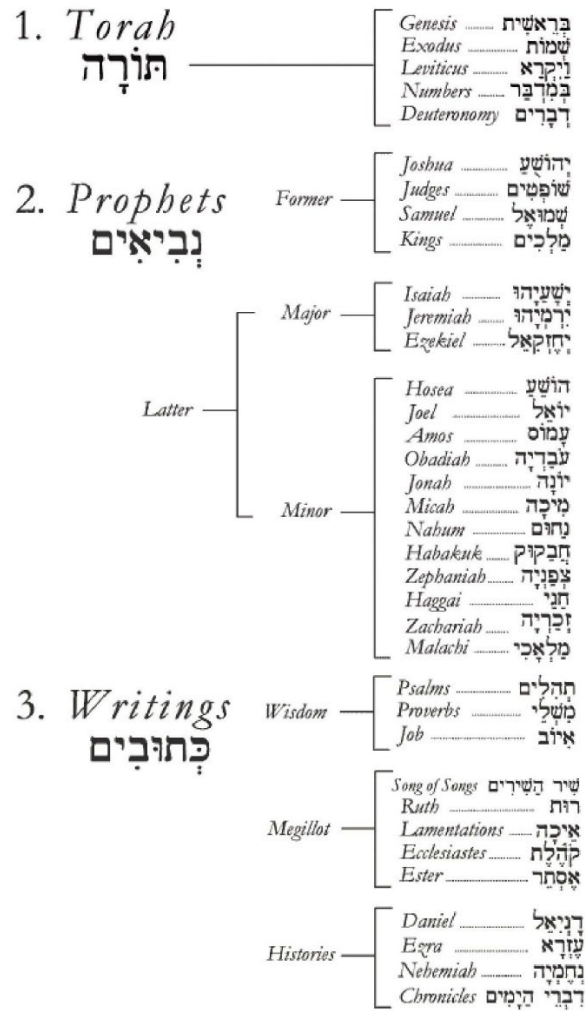 1. Torah
תּוֹרָה
Genesis בְּרֵאשִׁית
Exodus שְׁמוֹת
Leviticus וַיִּקְרָא
Numbers בְּמִדְבַּר
Deuteronomy דְּבָרִים
2. Prophets
נְבִיאִים
Former
Joshua יְהוֹשֻׁעַ
Judges שׁוֹפְטִים
Samuel שְׁמוּאֶל
Kings מַלְכִים
Latter
Major
Isaiah יְשַׁעֲיָהוּ
Jeremiah יִרְמְיָהוּ
Ezekiel יְחֶזְקִאֵל
Minor
Hosea הוֹשֵׁעַ
Joel יוֹאֵל
Amos עָמוֹס
Obadiah עֹבַדְיָה
Jonah יוֹנָה
Micah מִיכָה
Nahum נַחוּם
Habakuk חֲבַקּוּק
Zephaniah צְפַנְיָה
Haggai חַגַּי
Zachariah זְכַרְיָה
Malachi מַלְאָכִי
3. Writings
כְּתוּבִים
Wisdom
Psalms תְהִלִים
Proverbs מִשְׁלֵי
Job אִיּוֹב
Megillot
Song of Songs שִׁיר הַשִּׁירִים
Ruth רוּת
Lamentations אֵיכָה
Ecclesiastes קֹהֶלֶת
Ester אֶסְתֵר
Histories
Daniel דָנִיֵאל
Ezra עֶזְרָא
Nehemiah נְחֶמְיָה
Chronicles דִבְרֵי הַיָמִים